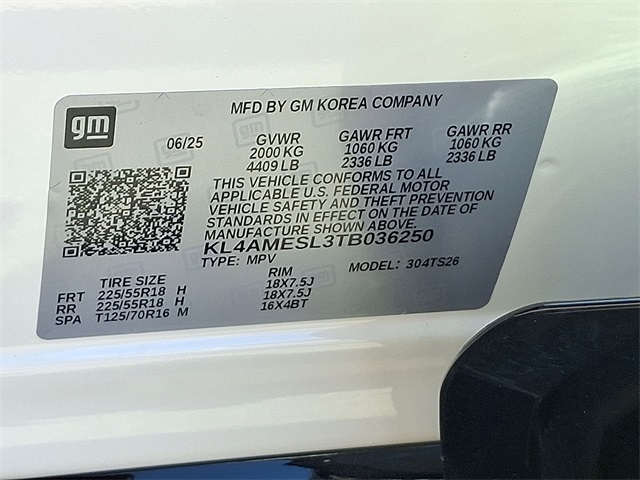 gm
MFD BY GM KOREA COMPANY
06/25 GVWR GAWR FRT GAWR RR
2000 KG 1060 KG 1060 KG
4409 LB 2336 LB 2336 LB
THIS VEHICLE CONFORMS TO ALL
APPLICABLE U.S. FEDERAL MOTOR
VEHICLE SAFETY AND THEFT PREVENTION
STANDARDS IN EFFECT ON THE DATE OF
MANUFACTURE SHOWN ABOVE.
KL4AMESL3TB036250
TYPE: MPV MODEL: 304TS26
TIRE SIZE RIM
FRT 225/55R18 H 18X7.5J
RR 225/55R18 H 18X7.5J
SPA T125/70R16 M 16X4BT